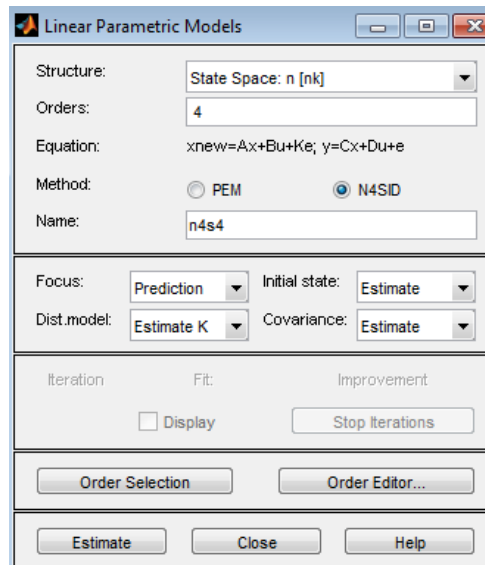 Linear Parametric Models
Structure: State Space: n [nk]
Orders: 4
Equation: xnew=Ax+Bu+Ke; y=Cx+Du+e
Method: PEM N4SID
Name: n4s4
Focus: Prediction Initial state: Estimate
Dist.model: Estimate K Covariance: Estimate
Iteration Fit: Improvement
Display Stop Iterations
Order Selection Order Editor...
Estimate Close Help